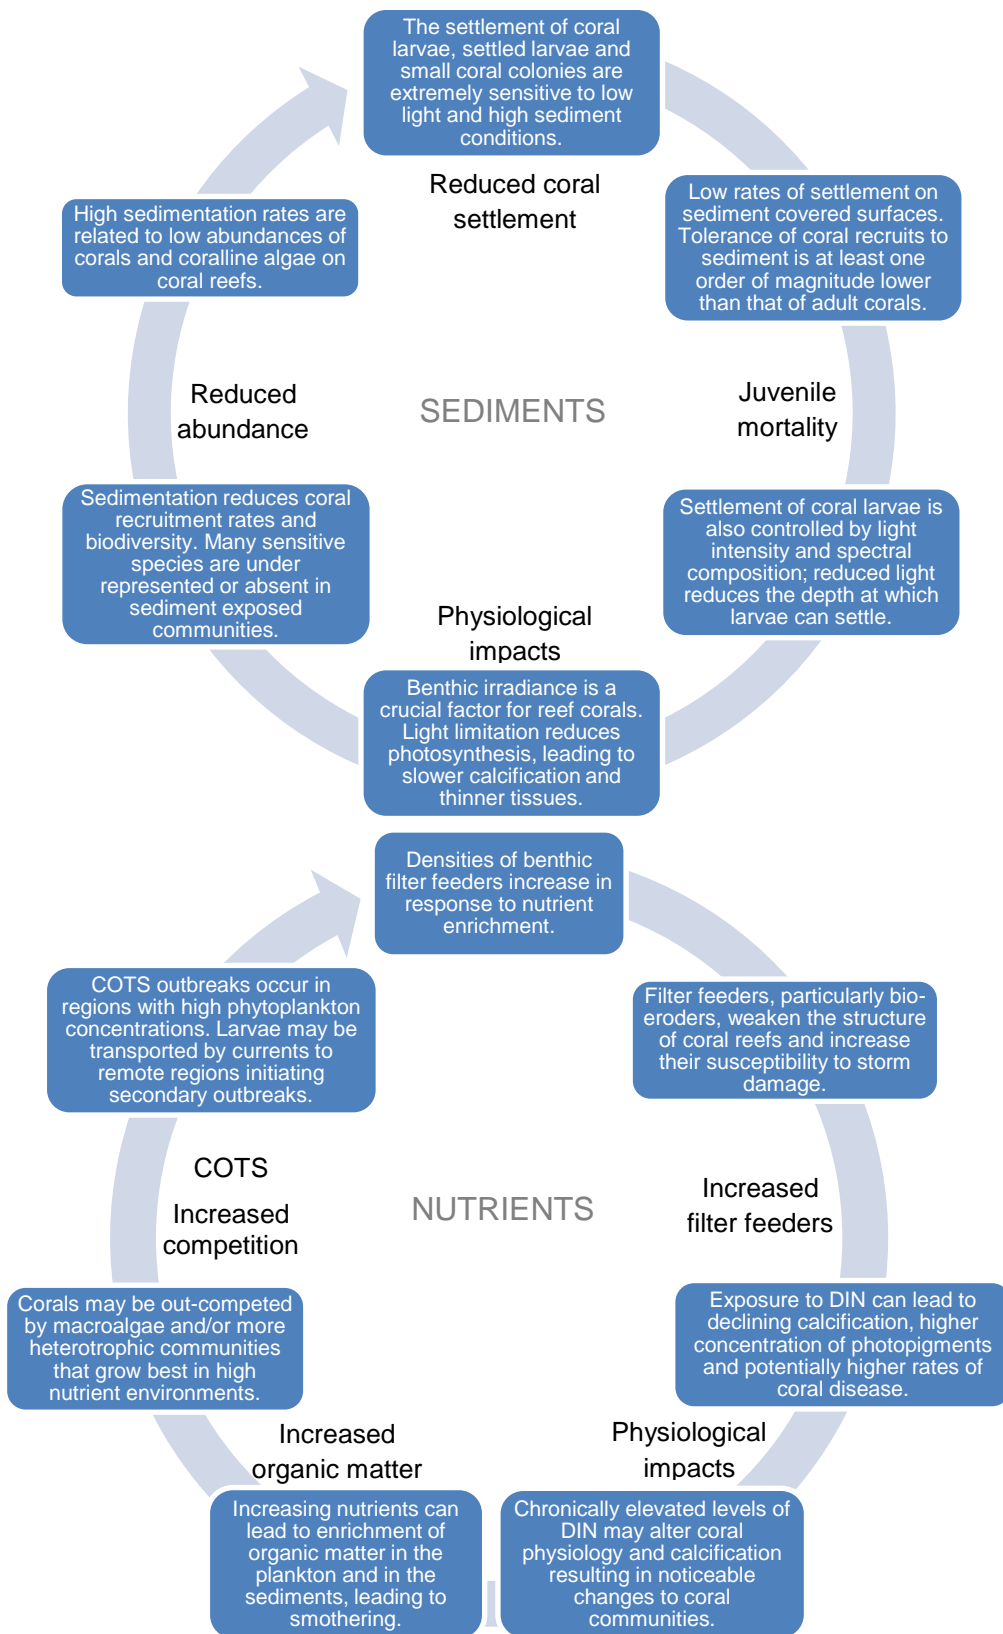 The settlement of coral
larvae, settled larvae and
small coral colonies are
extremely sensitive to low
light and high sediment
conditions.
Reduced coral
settlement
High sedimentation rates are
related to low abundances of
corals and coralline algae on
coral reefs.
Low rates of settlement on
sediment covered surfaces.
Tolerance of coral recruits to
sediment is at least one
order of magnitude lower
than that of adult corals.
Reduced
abundance
SEDIMENTS
Juvenile
mortality
Sedimentation reduces coral
recruitment rates and
biodiversity. Many sensitive
species are under
represented or absent in
sediment exposed
communities.
Settlement of coral larvae is
also controlled by light
intensity and spectral
composition; reduced light
reduces the depth at which
larvae can settle.
Physiological
impacts
Benthic irradiance is a
crucial factor for reef corals.
Light limitation reduces
photosynthesis, leading to
slower calcification and
thinner tissues.
Densities of benthic
filter feeders increase in
response to nutrient
enrichment.
COTS outbreaks occur in
regions with high phytoplankton
concentrations. Larvae may be
transported by currents to
remote regions initiating
secondary outbreaks.
Filter feeders, particularly bio-
eroders, weaken the structure
of coral reefs and increase
their susceptibility to storm
damage.
COTS
Increased
competition
NUTRIENTS
Increased
filter feeders
Corals may be out-competed
by macroalgae and/or more
heterotrophic communities
that grow best in high
nutrient environments.
Exposure to DIN can lead to
declining calcification, higher
concentration of photopigments
and potentially higher rates of
coral disease.
Increased
organic matter
Physiological
impacts
Increasing nutrients can
lead to enrichment of
organic matter in the
plankton and in the
sediments, leading to
smothering.
Chronically elevated levels of
DIN may alter coral
physiology and calcification
resulting in noticeable
changes to coral
communities.